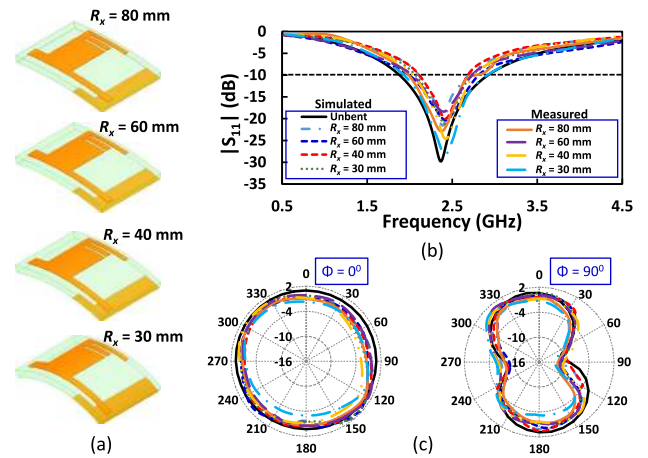 Rx = 80 mm
Rx = 60 mm
Rx = 40 mm
Rx = 30 mm
(a)
|S11| (dB)
0
-5
-10
-15
-20
-25
-30
-35
Simulated
Unbent
Rx = 80 mm
Rx = 60 mm
Rx = 40 mm
Rx = 30 mm
Measured
Rx = 80 mm
Rx = 60 mm
Rx = 40 mm
Rx = 30 mm
0.5 1.5 2.5 3.5 4.5
Frequency (GHz)
(b)
Φ = 0⁰
0
30
60
90
120
150
180
210
240
270
300
330
2
-4
-10
-16
Φ = 90⁰
0
30
60
90
120
150
180
210
240
270
300
330
2
-4
-10
-16
(c)